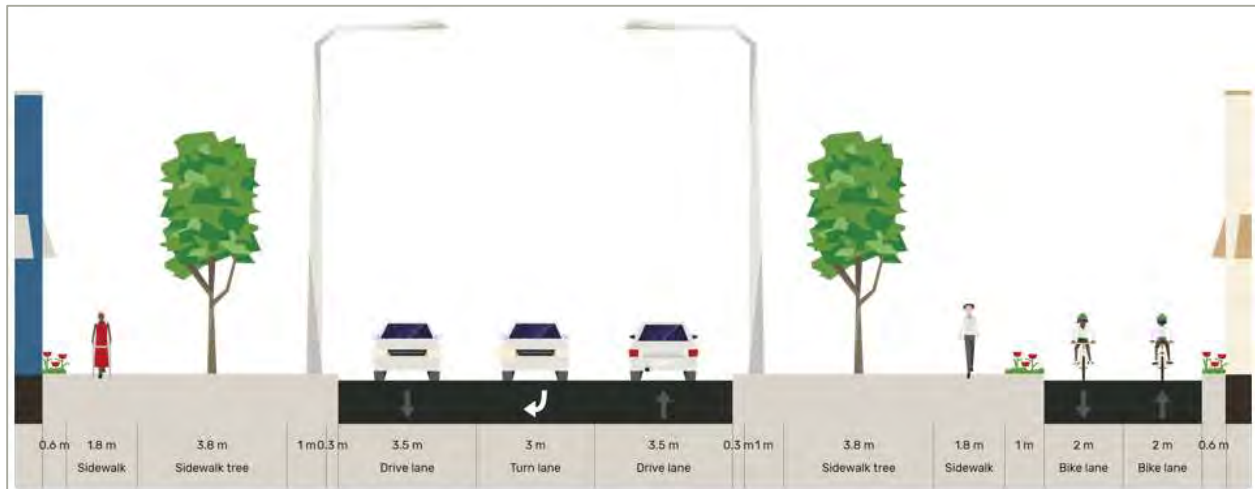 0.6 m 1.8 m 3.8 m 1 m 0.3 m 3.5 m 3 m 3.5 m 0.3 m 1 m 3.8 m 1.8 m 1 m 2 m 2 m 0.6 m
Sidewalk Sidewalk tree Drive lane Turn lane Drive lane Sidewalk tree Sidewalk Bike lane Bike lane